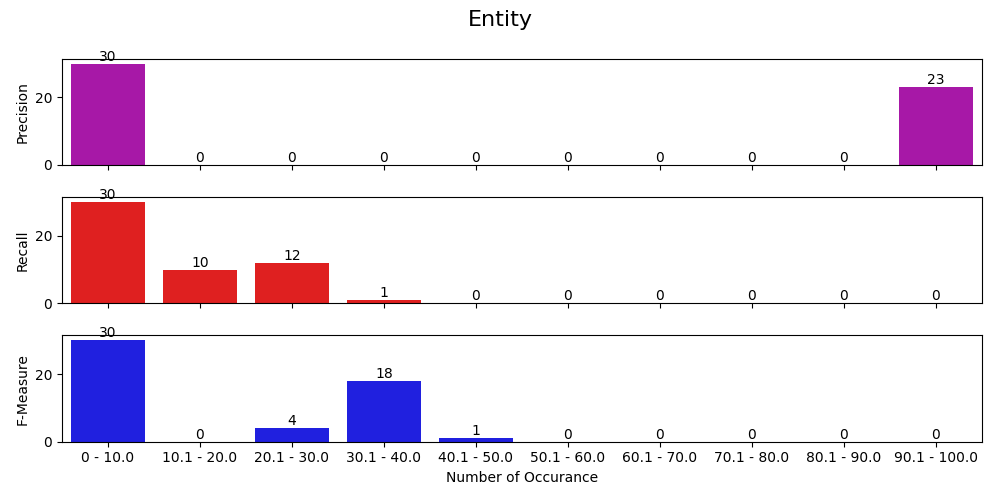 Entity
30 0 0 0 0 0 0 0 0 23
20
0
Precision
30 10 12 1 0 0 0 0 0 0
20
0
Recall
30 0 4 18 1 0 0 0 0 0
20
0
F-Measure
0 - 10.0 10.1 - 20.0 20.1 - 30.0 30.1 - 40.0 40.1 - 50.0 50.1 - 60.0 60.1 - 70.0 70.1 - 80.0 80.1 - 90.0 90.1 - 100.0
Number of Occurance